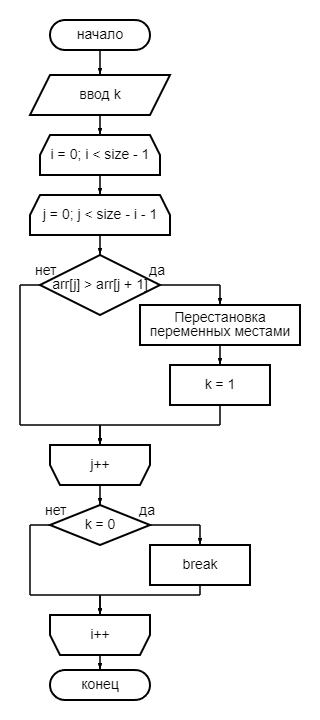 начало
ввод k
i = 0; i < size - 1
j = 0; j < size - i - 1
нет
да
arr[j] > arr[j + 1]
Перестановка
переменных местами
k = 1
j++
нет
да
k = 0
break
i++
конец